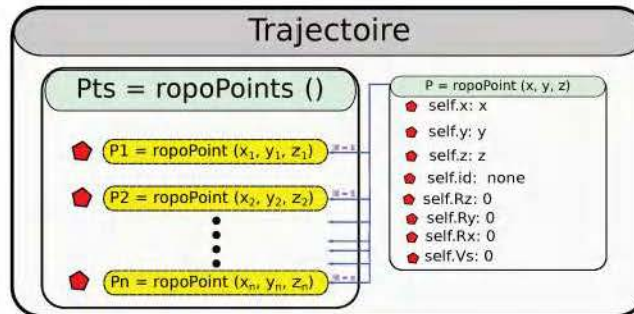 Trajectoire
Pts = ropoPoints ()
P1 = ropoPoint (x₁, y₁, z₁)
P2 = ropoPoint (x₂, y₂, z₂)
Pn = ropoPoint (xₙ, yₙ, zₙ)
P = ropoPoint (x, y, z)
self.x: x
self.y: y
self.z: z
self.id: none
self.Rz: 0
self.Ry: 0
self.Rx: 0
self.Vs: 0